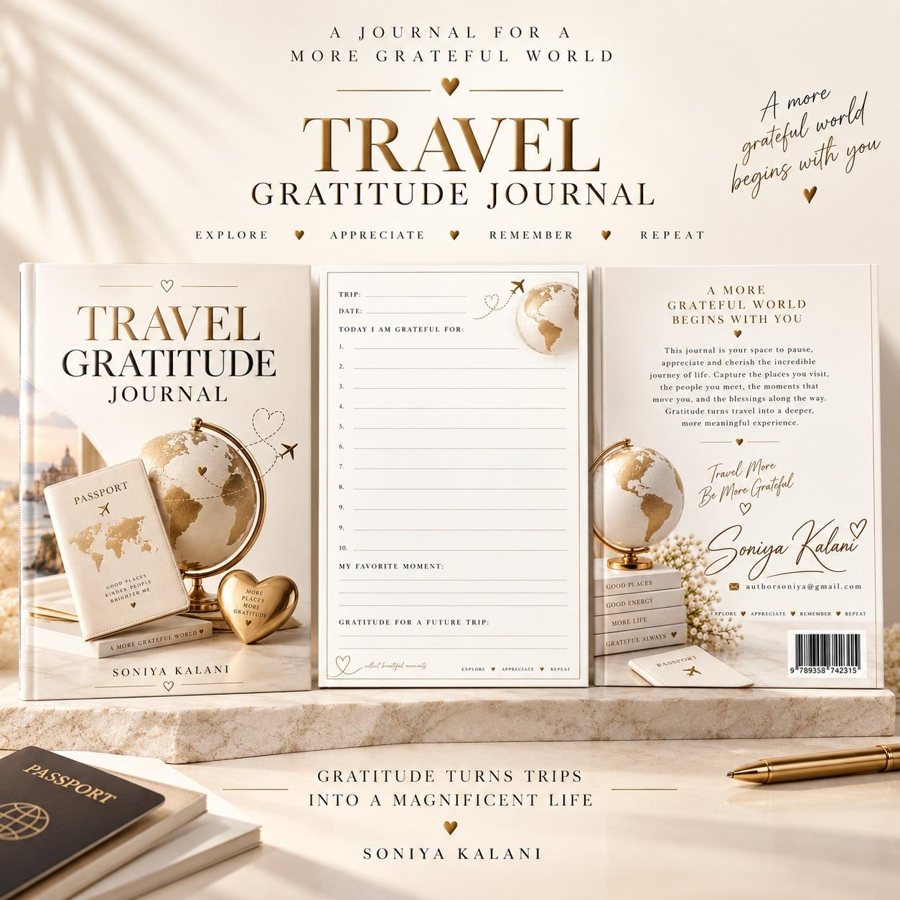 A JOURNAL FOR A
MORE GRATEFUL WORLD
TRAVEL
GRATITUDE JOURNAL
EXPLORE APPRECIATE REMEMBER REPEAT
A more
grateful world
begins with you
TRAVEL
GRATITUDE
JOURNAL
PASSPORT
GOOD PLACES
KINDER PEOPLE
BRIGHTER ME
MORE
PLACES
MORE
GRATITUDE
A MORE GRATEFUL WORLD
SONIYA KALANI
TRIP:
DATE:
TODAY I AM GRATEFUL FOR:
1.
2.
3.
4.
5.
6.
7.
8.
9.
9.
10.
MY FAVORITE MOMENT:
GRATITUDE FOR A FUTURE TRIP:
collect beautiful moments
EXPLORE APPRECIATE REPEAT
A MORE
GRATEFUL WORLD
BEGINS WITH YOU
This journal is your space to pause,
appreciate and cherish the incredible
journey of life. Capture the places you visit,
the people you meet, the moments that
move you, and the blessings along the way.
Gratitude turns travel into a deeper,
more meaningful experience.
Travel More
Be More Grateful
Soniya Kalani
authorsoniya@gmail.com
EXPLORE APPRECIATE REMEMBER REPEAT
GOOD PLACES
GOOD ENERGY
MORE LIFE
GRATEFUL ALWAYS
PASSPORT
9 789358 742315
PASSPORT
GRATITUDE TURNS TRIPS
INTO A MAGNIFICENT LIFE
SONIYA KALANI